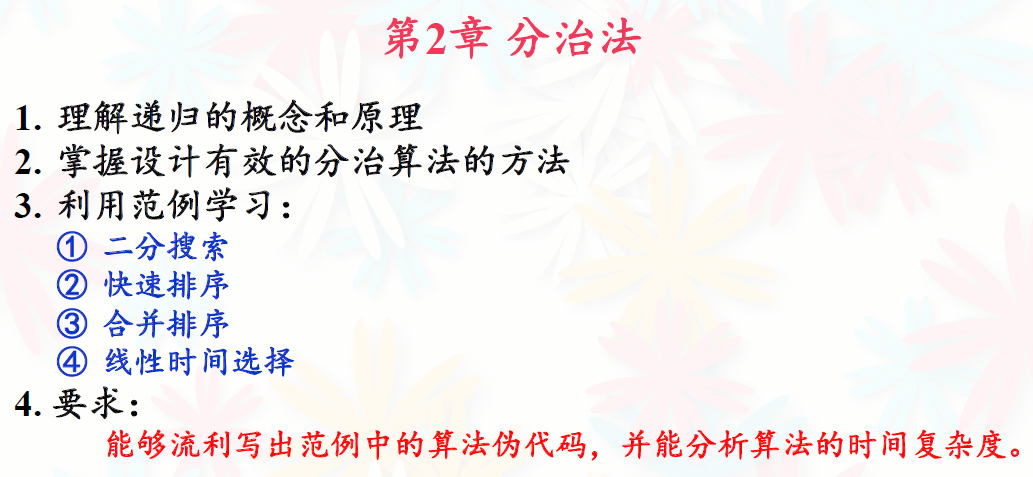 第2章 分治法
1. 理解递归的概念和原理
2. 掌握设计有效的分治算法的方法
3. 利用范例学习：
① 二分搜索
② 快速排序
③ 合并排序
④ 线性时间选择
4. 要求：
能够流利写出范例中的算法伪代码，并能分析算法的时间复杂度。